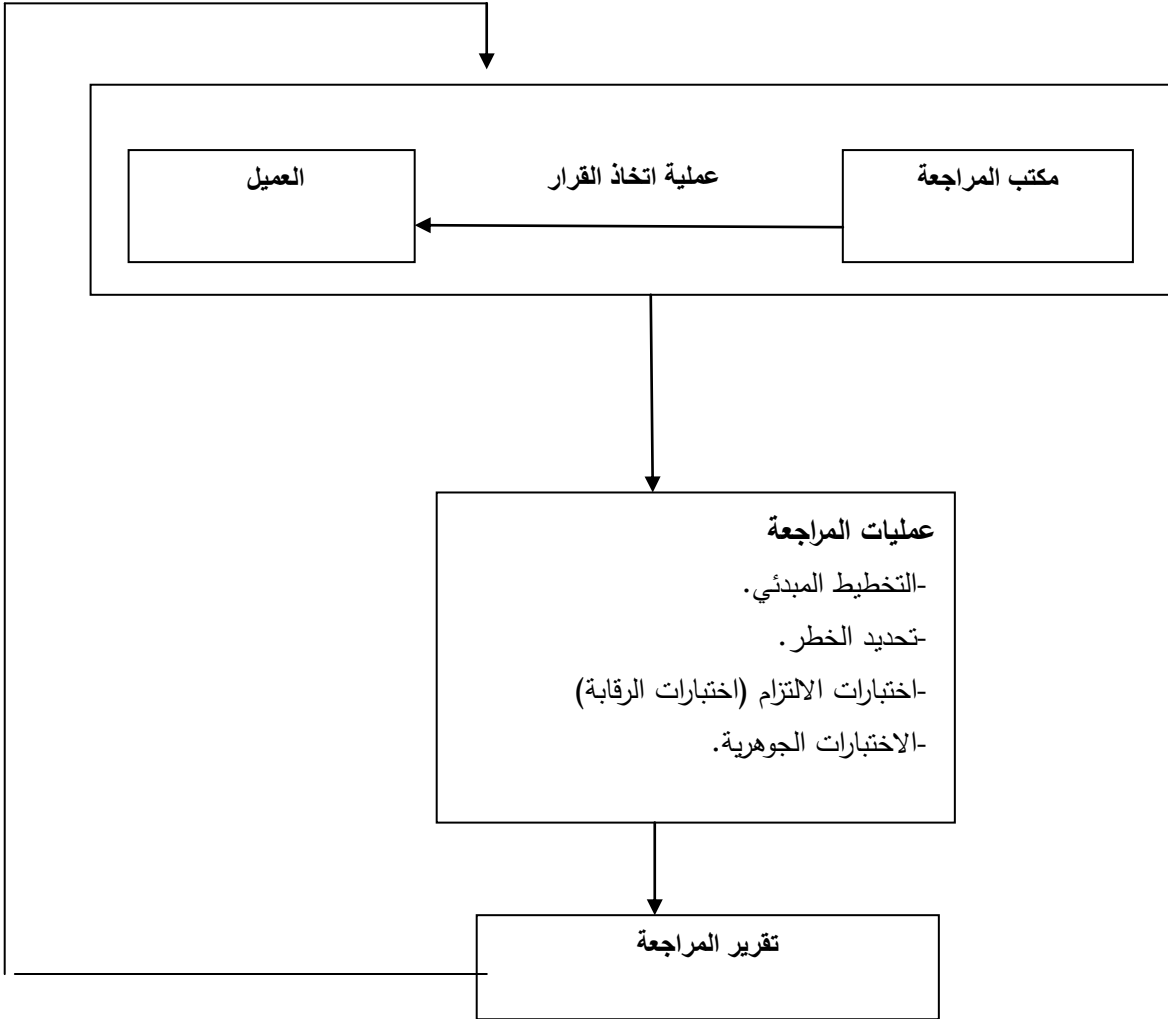 مكتب المراجعة
عملية اتخاذ القرار
العميل
عمليات المراجعة
-التخطيط المبدئي.
-تحديد الخطر.
-اختبارات الالتزام (اختبارات الرقابة)
-الاختبارات الجوهرية.
تقرير المراجعة